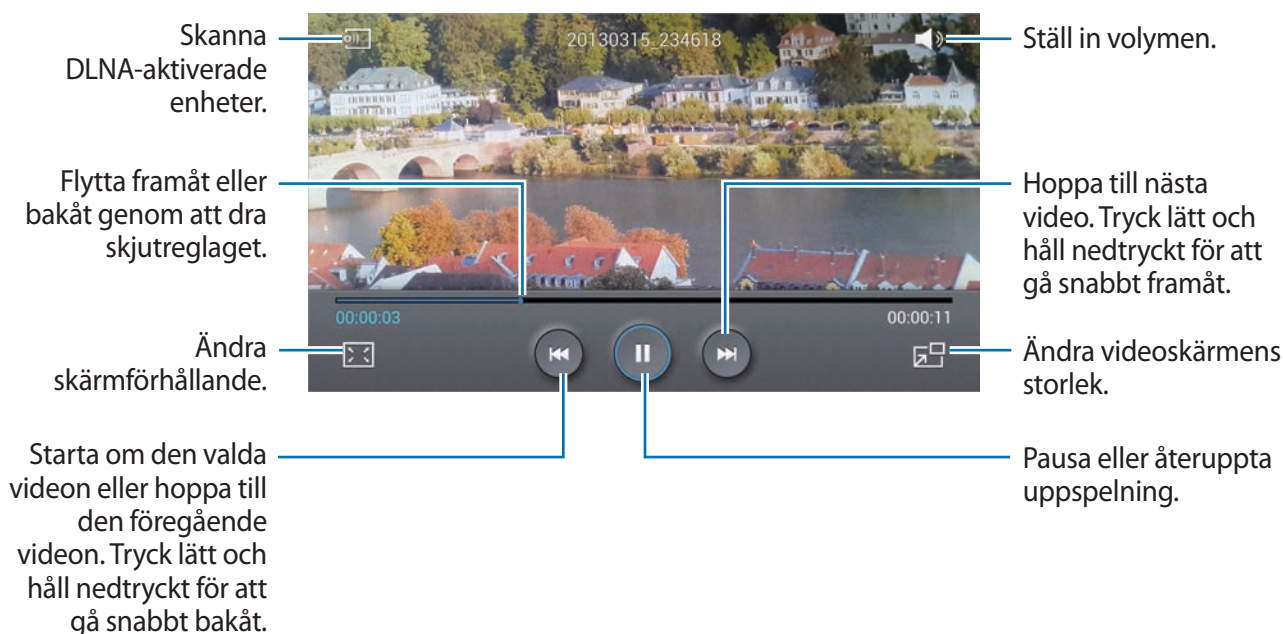 Skanna
DLNA-aktiverade
enheter.
Flytta framåt eller
bakåt genom att dra
skjutreglaget.
Ändra
skärmförhållande.
Starta om den valda
videon eller hoppa till
den föregående
videon. Tryck lätt och
håll nedtryckt för att
gå snabbt bakåt.
20130315_234618
00:00:03
00:00:11
Ställ in volymen.
Hoppa till nästa
video. Tryck lätt och
håll nedtryckt för att
gå snabbt framåt.
Ändra videoskärmens
storlek.
Pausa eller återuppta
uppspelning.